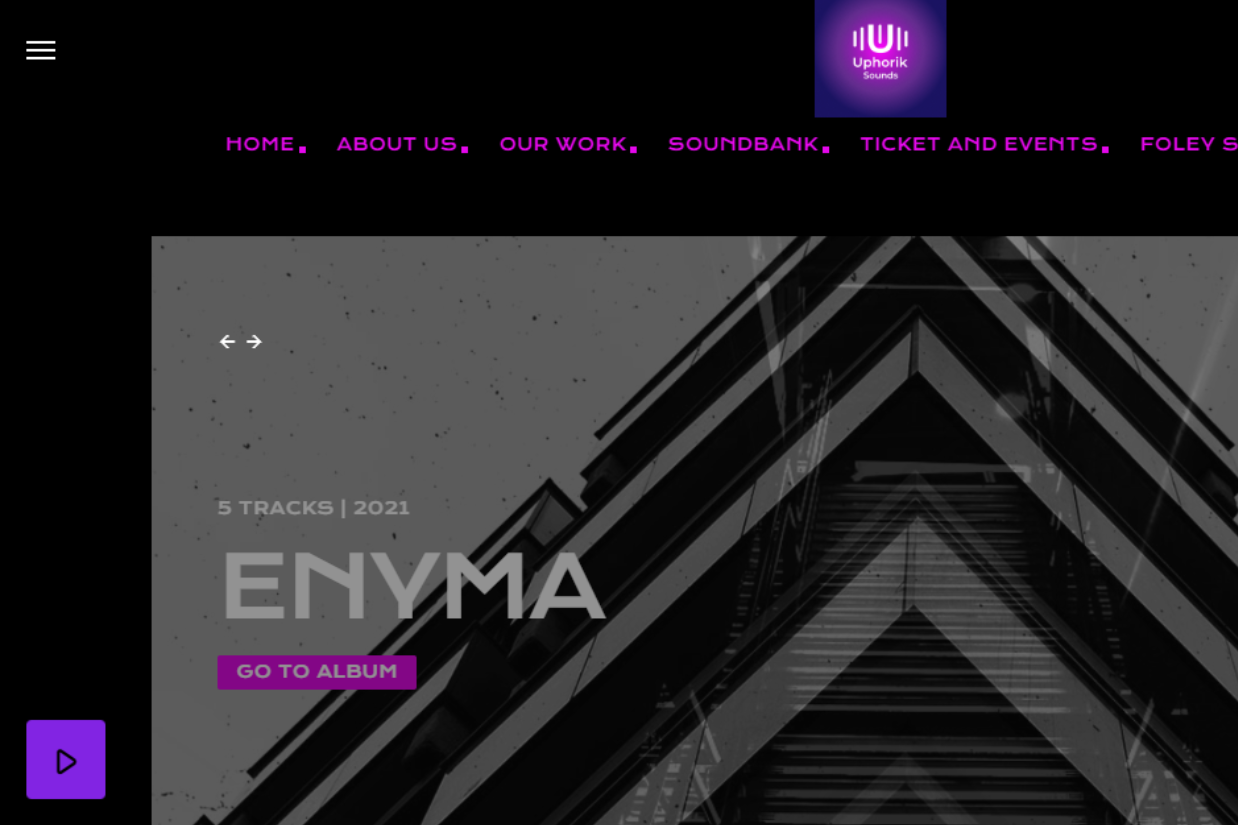 Uphorik
Sounds
HOME. ABOUT US. OUR WORK. SOUNDBANK. TICKET AND EVENTS. FOLEY S
5 TRACKS | 2021
ENYMA
GO TO ALBUM